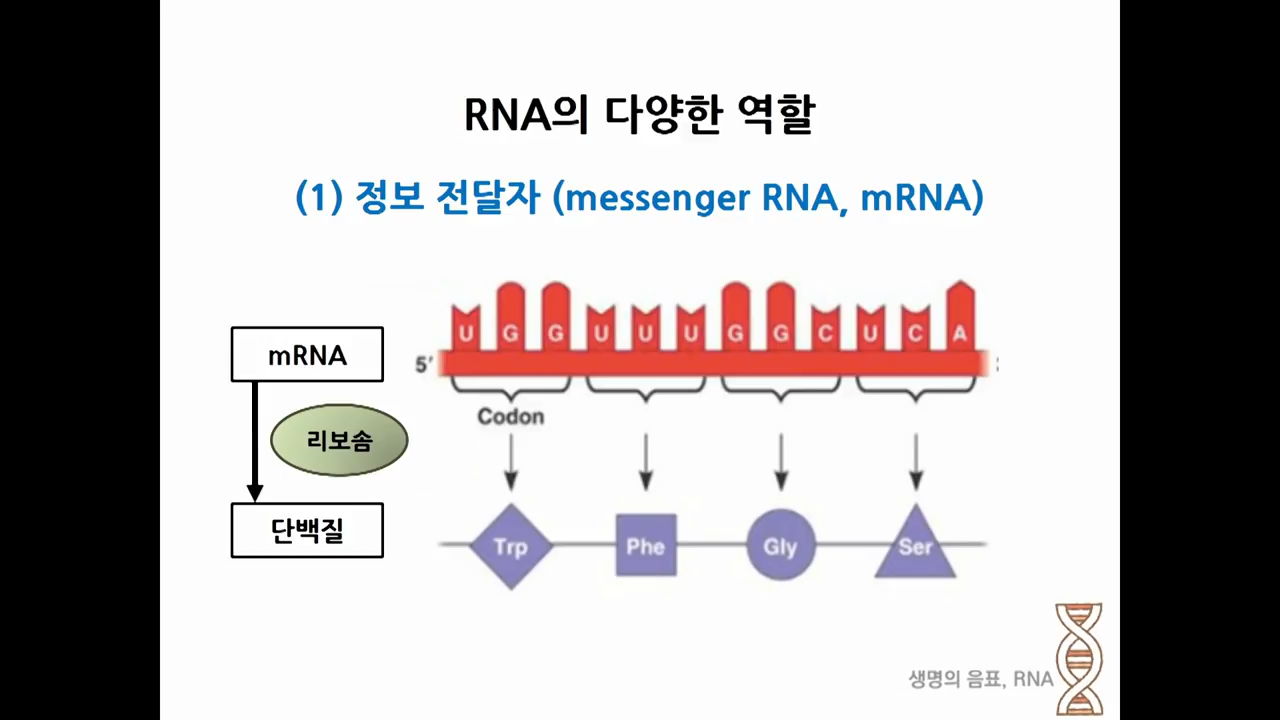 RNA의 다양한 역할
(1) 정보 전달자 (messenger RNA, mRNA)
U G G U U U G G C U C A
mRNA
5′
Codon
리보솜
단백질
Trp Phe Gly Ser
생명의 음표, RNA